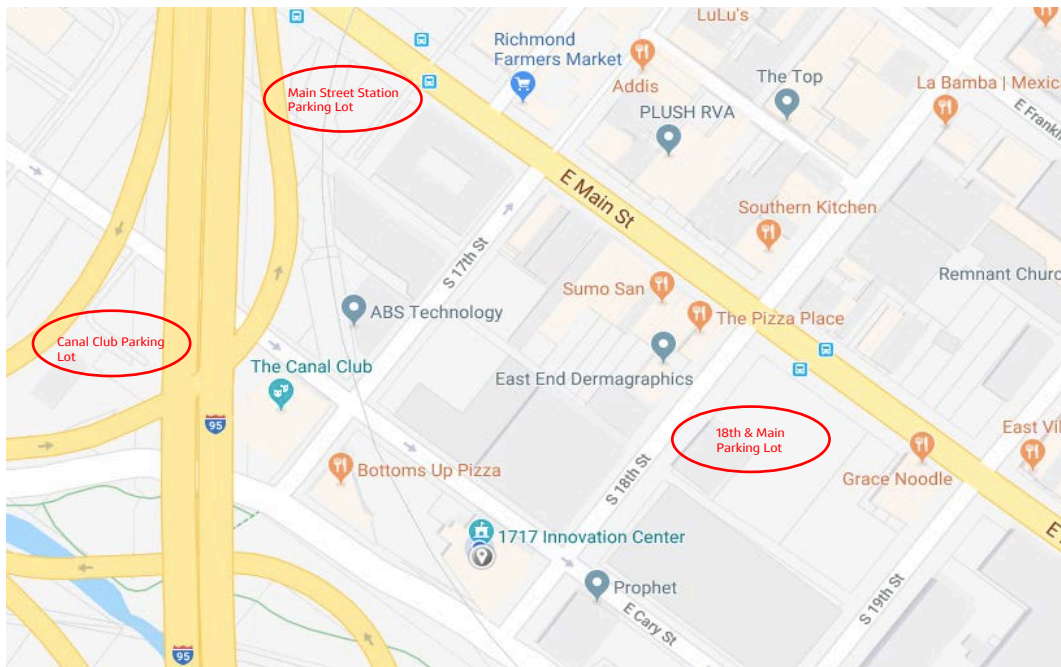 LuLu's
Richmond
Farmers Market
Addis
The Top
La Bamba | Mexic
E Frankl
Main Street Station
Parking Lot
PLUSH RVA
E Main St
Southern Kitchen
S 17th St
Remnant Churc
Sumo San
ABS Technology
The Pizza Place
Canal Club Parking
Lot
The Canal Club
East End Dermagraphics
95
18th & Main
Parking Lot
East Vil
Bottoms Up Pizza
S 18th St
Grace Noodle
1717 Innovation Center
E
Prophet
S 19th St
E Cary St
95